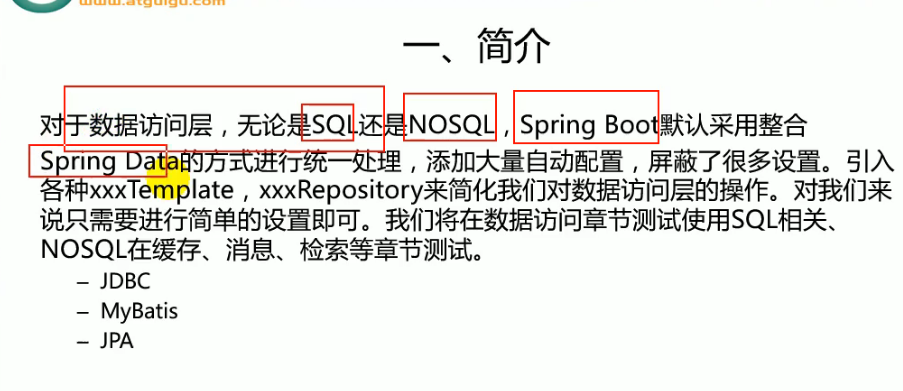 www.atguigu.com
一、简介
对于数据访问层，无论是SQL还是NOSQL，Spring Boot默认采用整合
Spring Data的方式进行统一处理，添加大量自动配置，屏蔽了很多设置。引入
各种xxxTemplate，xxxRepository来简化我们对数据访问层的操作。对我们来
说只需要进行简单的设置即可。我们将在数据访问章节测试使用SQL相关、
NOSQL在缓存、消息、检索等章节测试。
– JDBC
– MyBatis
– JPA